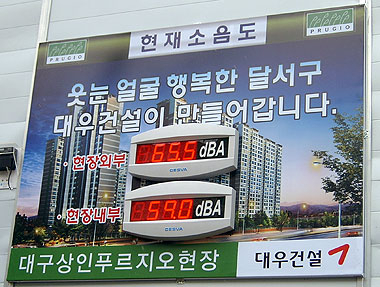 PRUGIO
현재소음도
PRUGIO
웃는 얼굴 행복한 달서구
대우건설이 만들어갑니다.
· 현장외부
65.5 dBA
CESVA
· 현장내부
59.0 dBA
CESVA
대구상인푸르지오현장
대우건설